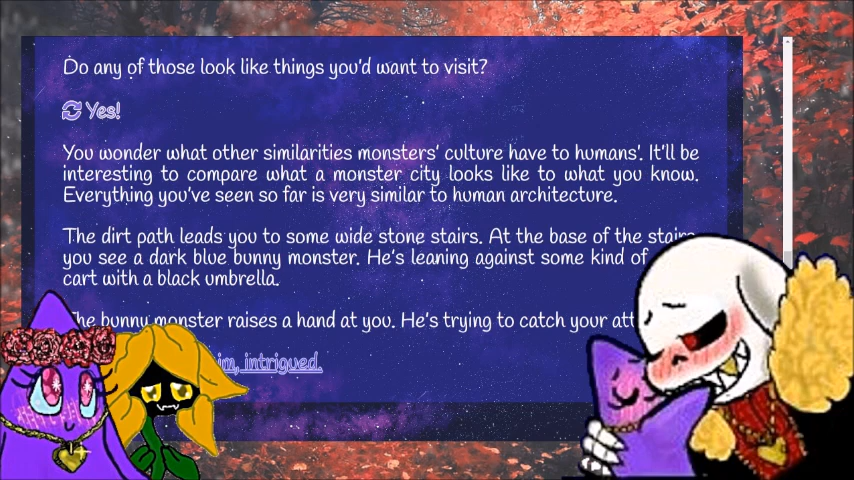 Do any of those look like things you'd want to visit?
Yes!
You wonder what other similarities monsters' culture have to humans'. It'll be
interesting to compare what a monster city looks like to what you know.
Everything you've seen so far is very similar to human architecture.
The dirt path leads you to some wide stone stairs. At the base of the stairs
you see a dark blue bunny monster. He's leaning against some kind of
cart with a black umbrella.
The bunny monster raises a hand at you. He's trying to catch your
intrigued.